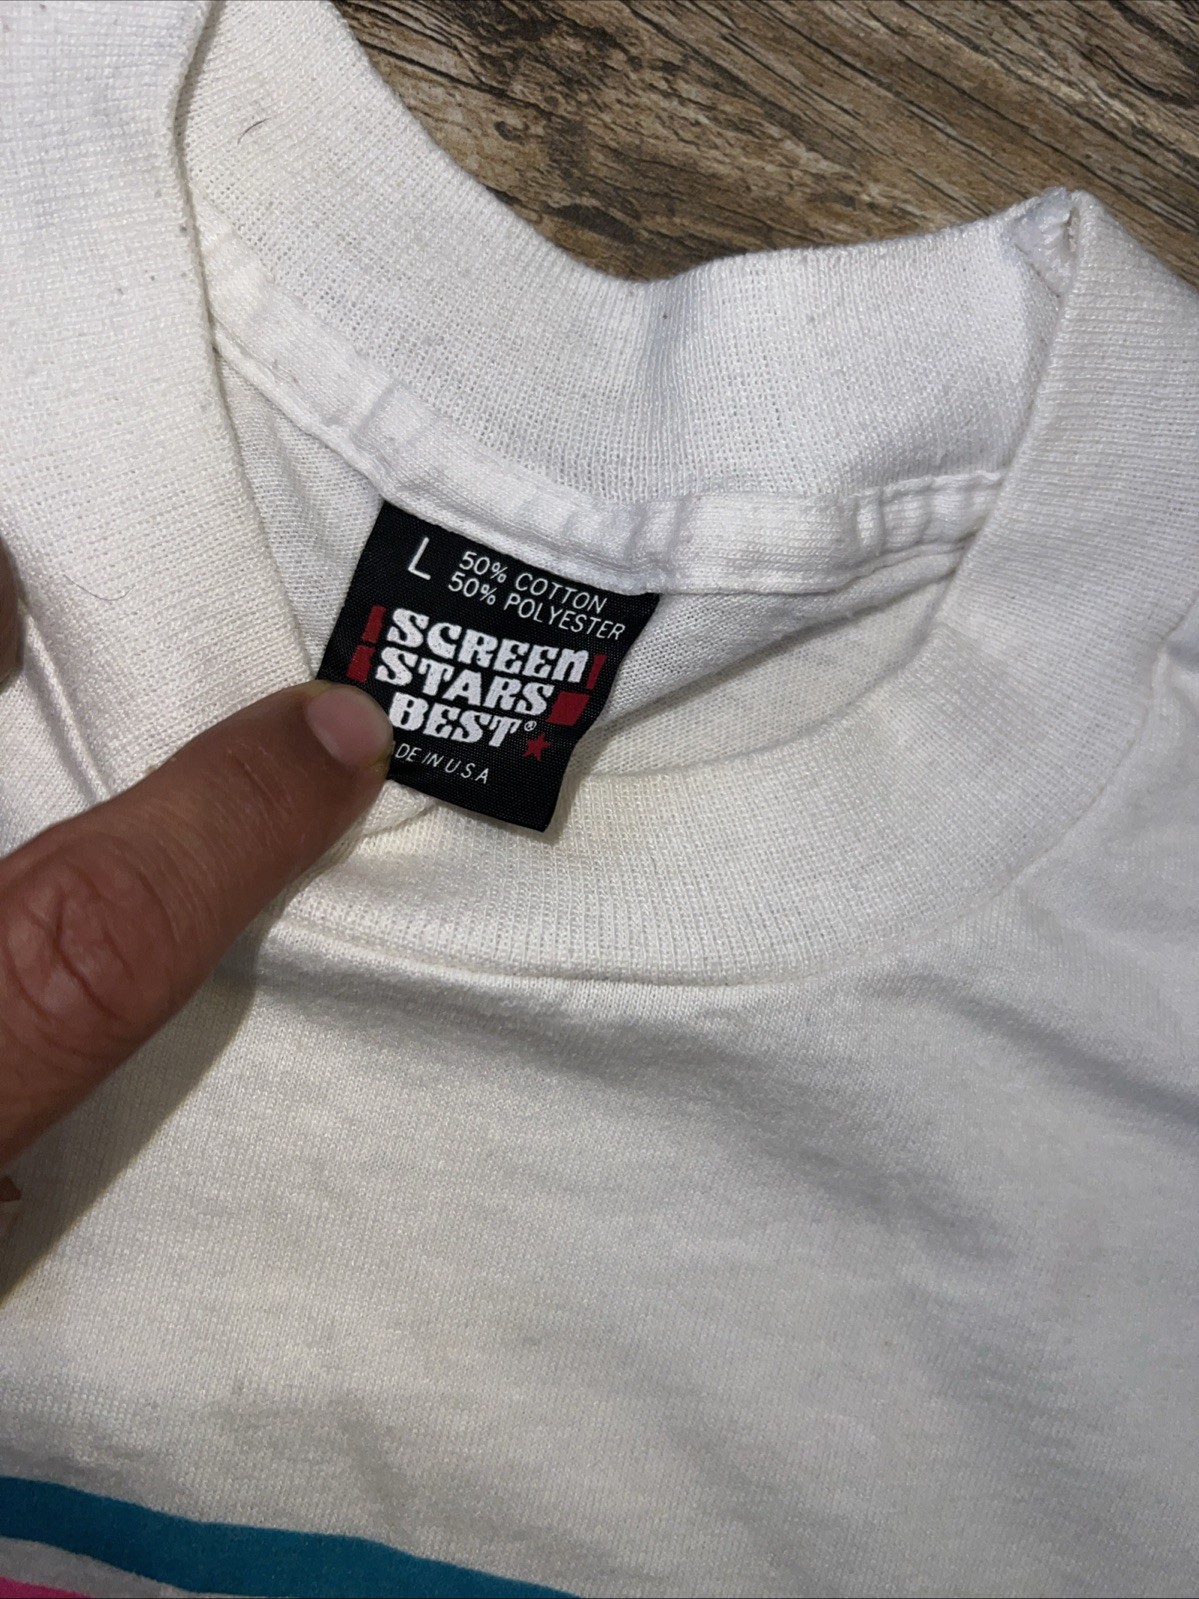 L 50% COTTON
50% POLYESTER
SCREEN
STARS
BEST®
DE IN U.S.A